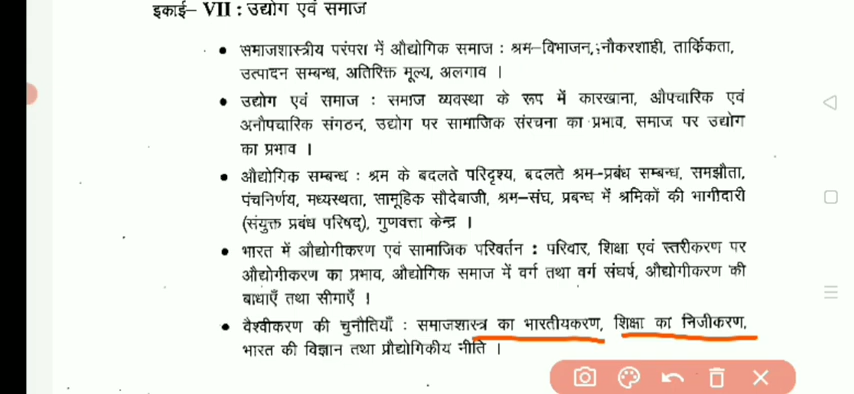 इकाई– VII : उद्योग एवं समाज
• समाजशास्त्रीय परंपरा में औद्योगिक समाज : श्रम–विभाजन, नौकरशाही, तार्किकता,
उत्पादन सम्बन्ध, अतिरिक्त मूल्य, अलगाव ।
• उद्योग एवं समाज : समाज व्यवस्था के रूप में कारखाना, औपचारिक एवं
अनौपचारिक संगठन, उद्योग पर सामाजिक संरचना का प्रभाव, समाज पर उद्योग
का प्रभाव ।
• औद्योगिक सम्बन्ध : श्रम के बदलते परिदृश्य, बदलते श्रम–प्रबंध सम्बन्ध, समझौता,
पंचनिर्णय, मध्यस्थता, सामूहिक सौदेबाजी, श्रम–संघ, प्रबन्ध में श्रमिकों की भागीदारी
(संयुक्त प्रबंध परिषद्), गुणवत्ता केन्द्र ।
• भारत में औद्योगीकरण एवं सामाजिक परिवर्तन : परिवार, शिक्षा एवं स्तरीकरण पर
औद्योगीकरण का प्रभाव, औद्योगिक समाज में वर्ग तथा वर्ग संघर्ष, औद्योगीकरण की
बाधाएँ तथा सीमाएँ ।
• वैश्वीकरण की चुनौतियाँ : समाजशास्त्र का भारतीयकरण, शिक्षा का निजीकरण,
भारत की विज्ञान तथा प्रौद्योगिकीय नीति ।